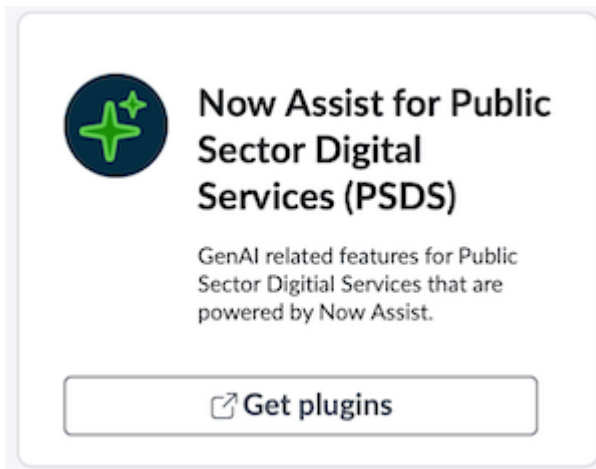 Now Assist for Public
Sector Digital
Services (PSDS)
GenAI related features for Public
Sector Digitial Services that are
powered by Now Assist.
Get plugins